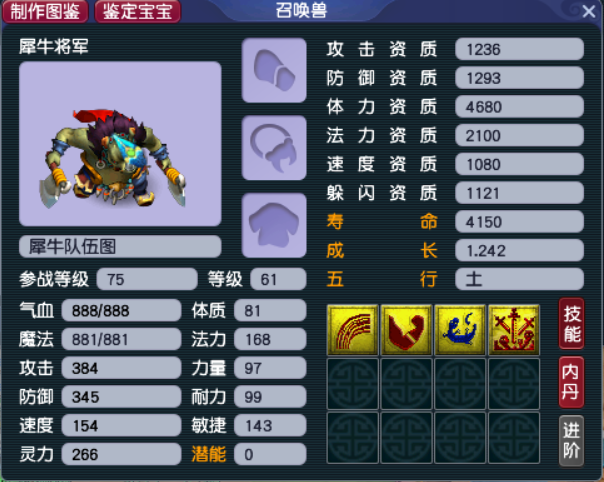 制作图鉴 鉴定宝宝 召唤兽
犀牛将军
犀牛队伍图
参战等级 75 等级 61
气血 888/888 体质 81
魔法 881/881 法力 168
攻击 384 力量 97
防御 345 耐力 99
速度 154 敏捷 143
灵力 266 潜能 0
攻击资质 1236
防御资质 1293
体力资质 4680
法力资质 2100
速度资质 1080
躲闪资质 1121
寿命 4150
成长 1.242
五行 土
技能
内丹
进阶